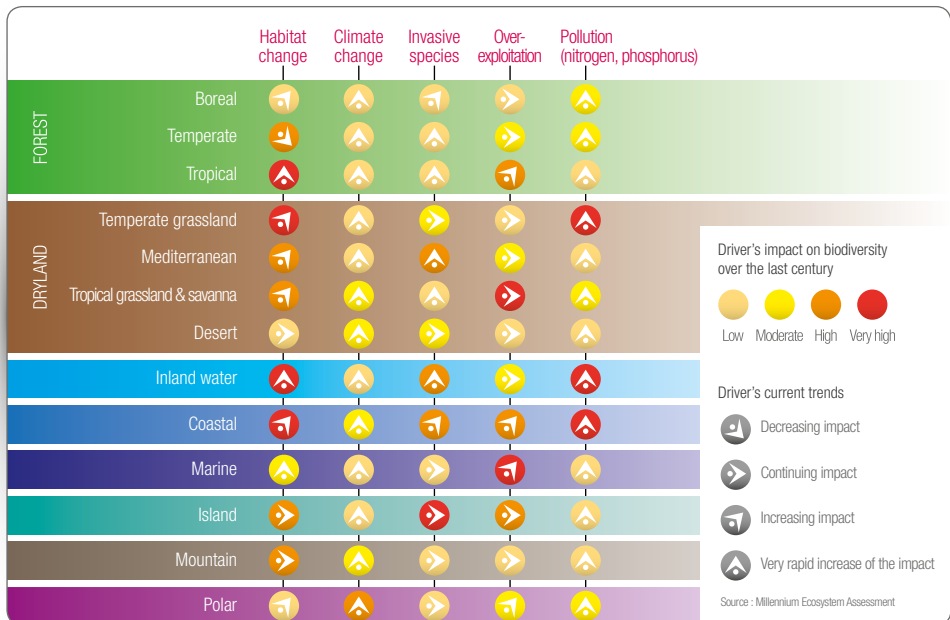 Habitat change
Climate change
Invasive species
Over-exploitation
Pollution (nitrogen, phosphorus)
FOREST
Boreal
Temperate
Tropical
DRYLAND
Temperate grassland
Mediterranean
Tropical grassland & savanna
Desert
Inland water
Coastal
Marine
Island
Mountain
Polar
Driver's impact on biodiversity
over the last century
Low Moderate High Very high
Driver's current trends
Decreasing impact
Continuing impact
Increasing impact
Very rapid increase of the impact
Source : Millennium Ecosystem Assessment